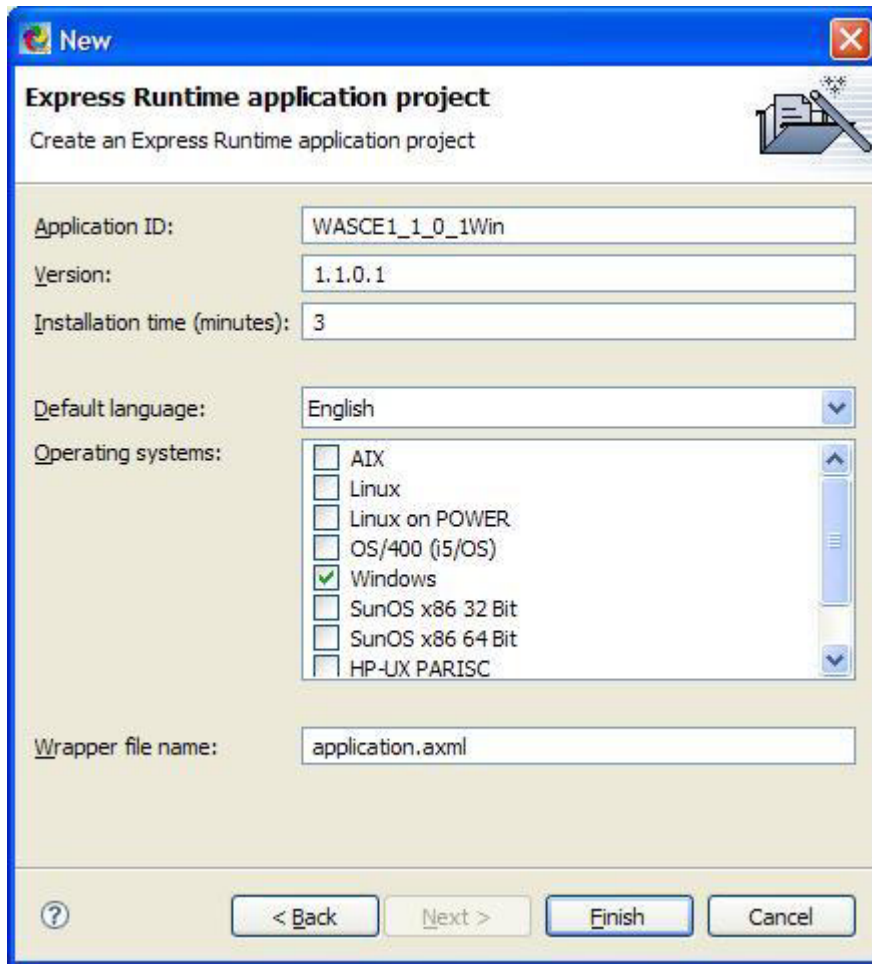 New
Express Runtime application project
Create an Express Runtime application project
Application ID: WASCE1_1_0_1Win
Version: 1.1.0.1
Installation time (minutes): 3
Default language: English
Operating systems: AIX
Linux
Linux on POWER
OS/400 (i5/OS)
Windows
SunOS x86 32 Bit
SunOS x86 64 Bit
HP-UX PARISC
Wrapper file name: application.axml
? < Back Next > Finish Cancel